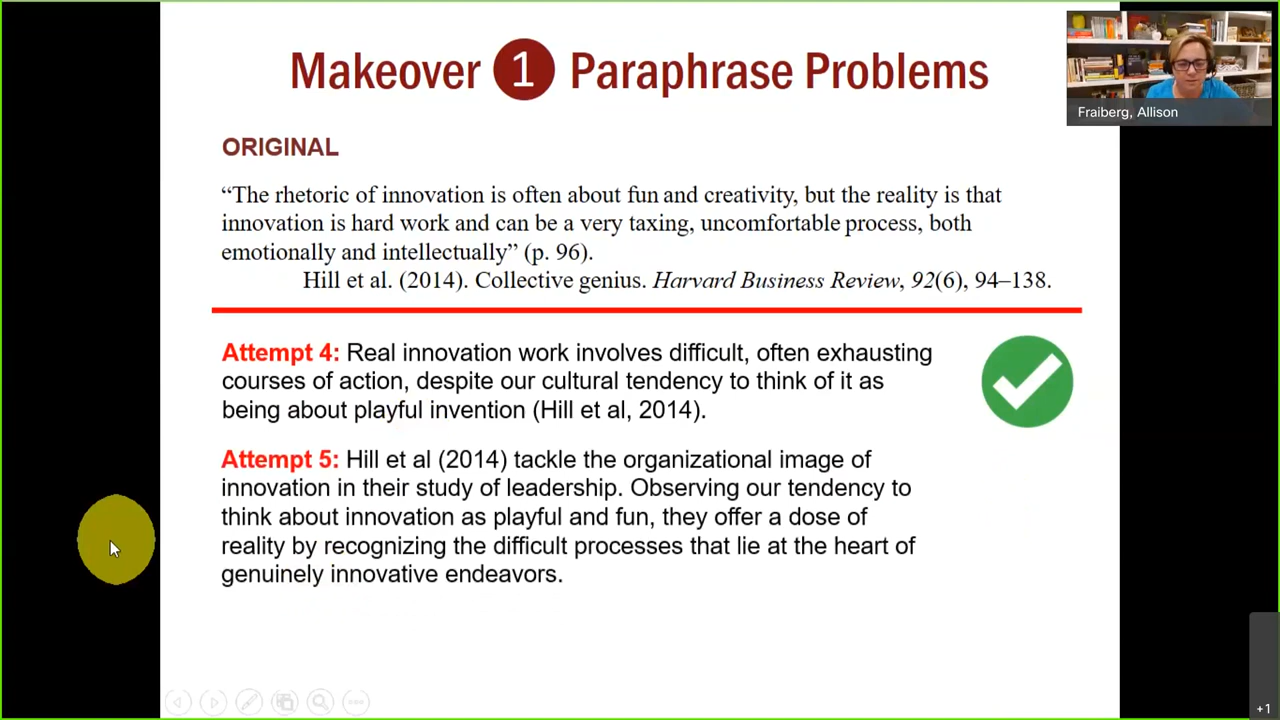 Makeover 1 Paraphrase Problems
Fraiberg, Allison
ORIGINAL
“The rhetoric of innovation is often about fun and creativity, but the reality is that
innovation is hard work and can be a very taxing, uncomfortable process, both
emotionally and intellectually” (p. 96).
Hill et al. (2014). Collective genius. Harvard Business Review, 92(6), 94–138.
Attempt 4: Real innovation work involves difficult, often exhausting
courses of action, despite our cultural tendency to think of it as
being about playful invention (Hill et al, 2014).
Attempt 5: Hill et al (2014) tackle the organizational image of
innovation in their study of leadership. Observing our tendency to
think about innovation as playful and fun, they offer a dose of
reality by recognizing the difficult processes that lie at the heart of
genuinely innovative endeavors.
+1